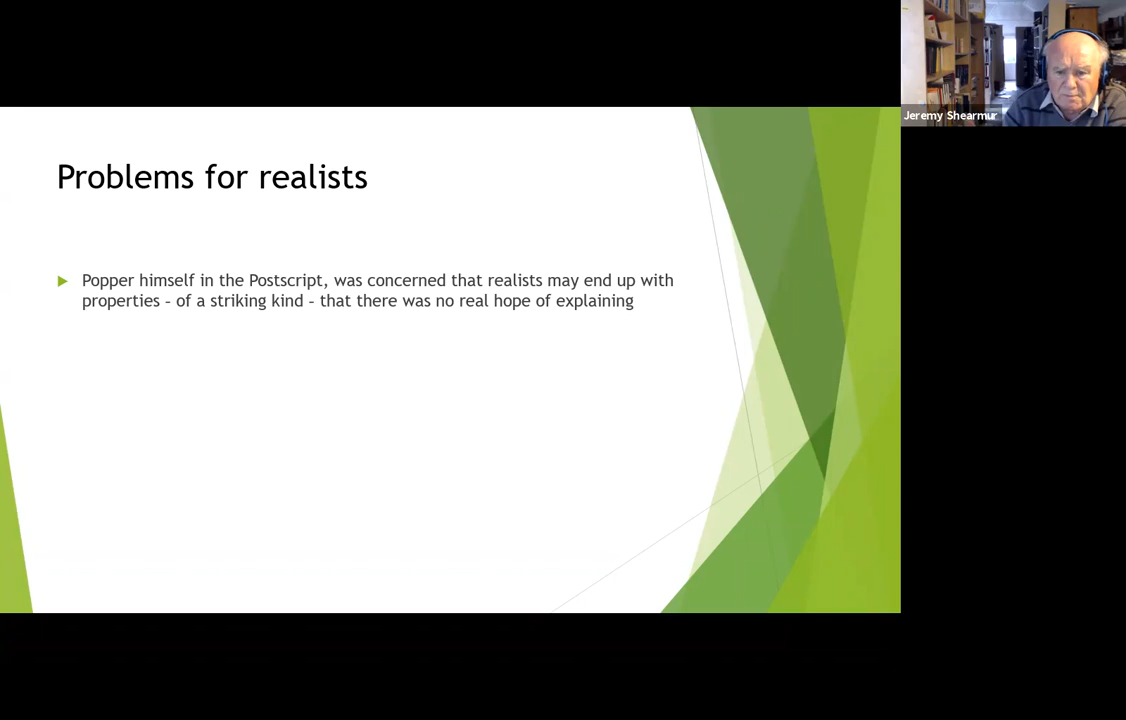 Jeremy Shearmur
Problems for realists
Popper himself in the Postscript, was concerned that realists may end up with
properties – of a striking kind – that there was no real hope of explaining